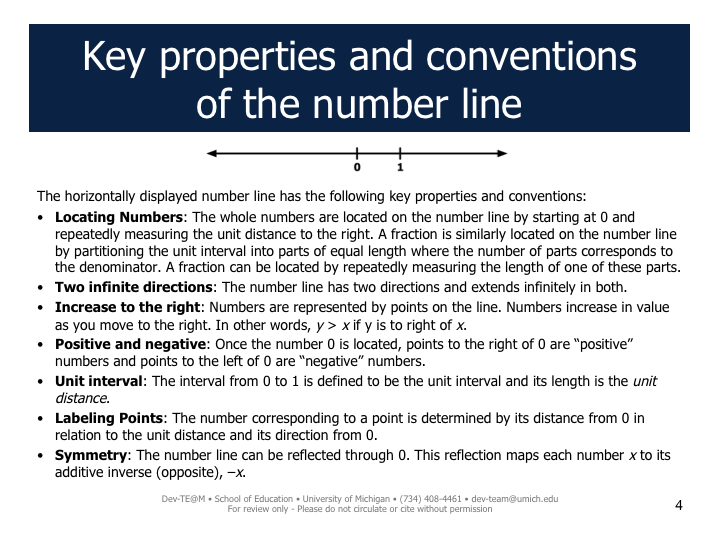 Key properties and conventions
of the number line
0 1
The horizontally displayed number line has the following key properties and conventions:
• Locating Numbers: The whole numbers are located on the number line by starting at 0 and
repeatedly measuring the unit distance to the right. A fraction is similarly located on the number line
by partitioning the unit interval into parts of equal length where the number of parts corresponds to
the denominator. A fraction can be located by repeatedly measuring the length of one of these parts.
• Two infinite directions: The number line has two directions and extends infinitely in both.
• Increase to the right: Numbers are represented by points on the line. Numbers increase in value
as you move to the right. In other words, y > x if y is to right of x.
• Positive and negative: Once the number 0 is located, points to the right of 0 are “positive”
numbers and points to the left of 0 are “negative” numbers.
• Unit interval: The interval from 0 to 1 is defined to be the unit interval and its length is the unit
distance.
• Labeling Points: The number corresponding to a point is determined by its distance from 0 in
relation to the unit distance and its direction from 0.
• Symmetry: The number line can be reflected through 0. This reflection maps each number x to its
additive inverse (opposite), –x.
Dev-TE@M • School of Education • University of Michigan • (734) 408-4461 • dev-team@umich.edu
For review only - Please do not circulate or cite without permission
4